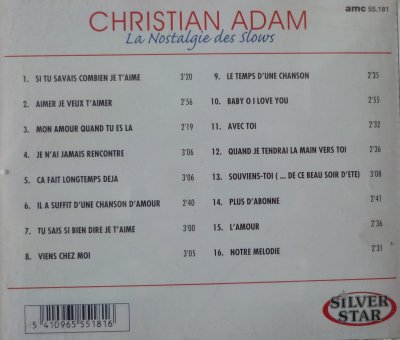 amc 55.181
CHRISTIAN ADAM
La Nostalgie des Slows
1. SI TU SAVAIS COMBIEN JE T'AIME 3'20
2. AIMER JE VEUX T'AIMER 2'56
3. MON AMOUR QUAND TU ES LA 2'19
4. JE N'AI JAMAIS RENCONTRE 3'06
5. CA FAIT LONGTEMPS DEJA 3'06
6. IL A SUFFIT D'UNE CHANSON D'AMOUR 2'40
7. TU SAIS SI BIEN DIRE JE T'AIME 3'00
8. VIENS CHEZ MOI 3'05
9. LE TEMPS D'UNE CHANSON 2'35
10. BABY O I LOVE YOU 2'55
11. AVEC TOI 2'32
12. QUAND JE TENDRAI LA MAIN VERS TOI 2'36
13. SOUVIENS-TOI ( ... DE CE BEAU SOIR D'ETE) 3'08
14. PLUS D'ABONNE 2'41
15. L'AMOUR 2'36
16. NOTRE MELODIE 2'31
5 410965 551816
SILVER
STAR